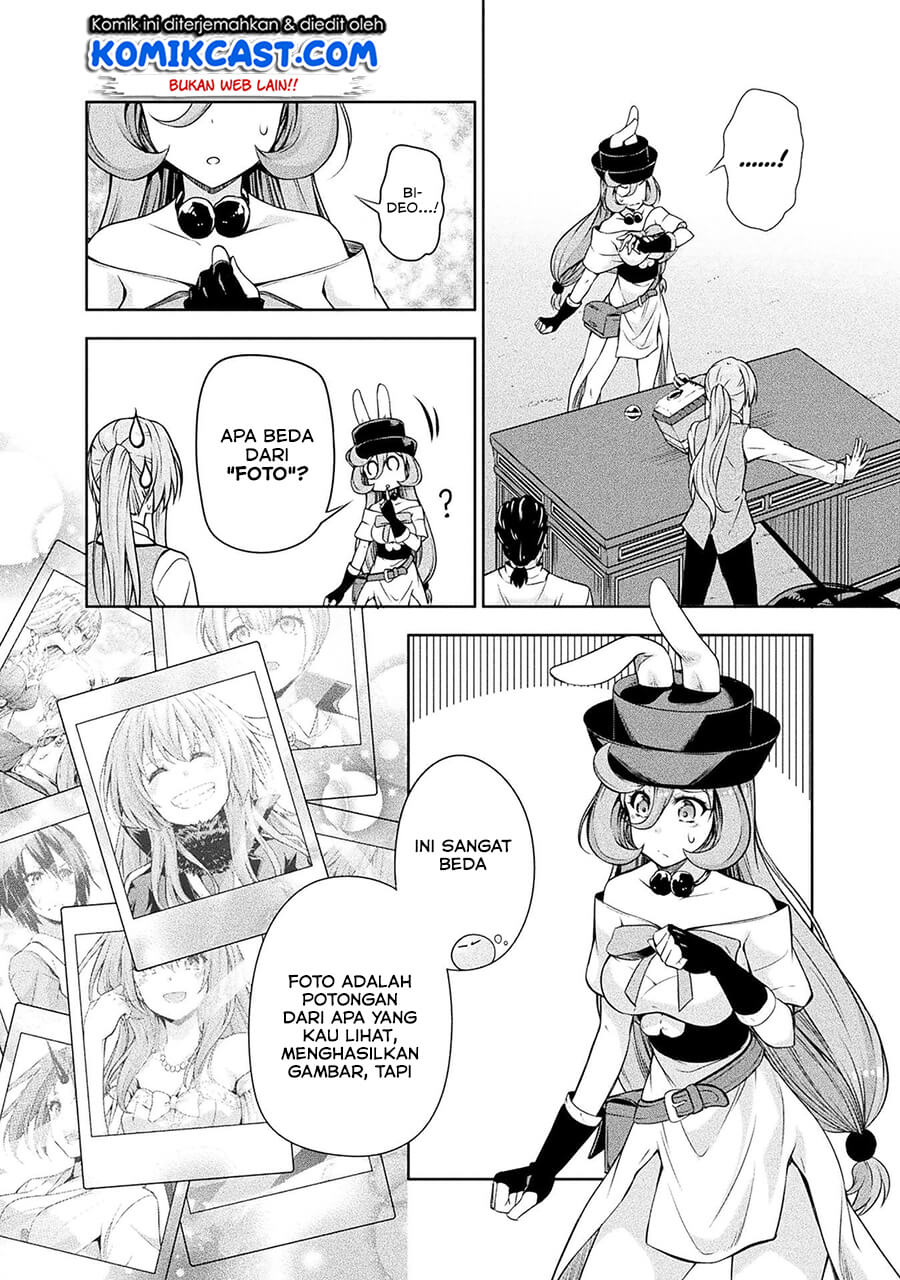 Komik ini diterjemahkan & diedit oleh
KOMIKCAST.COM
BUKAN WEB LAIN!!
.......!
BI-
DEO...!
APA BEDA
DARI
"FOTO"?
?
INI SANGAT
BEDA
FOTO ADALAH
POTONGAN
DARI APA YANG
KAU LIHAT,
MENGHASILKAN
GAMBAR, TAPI